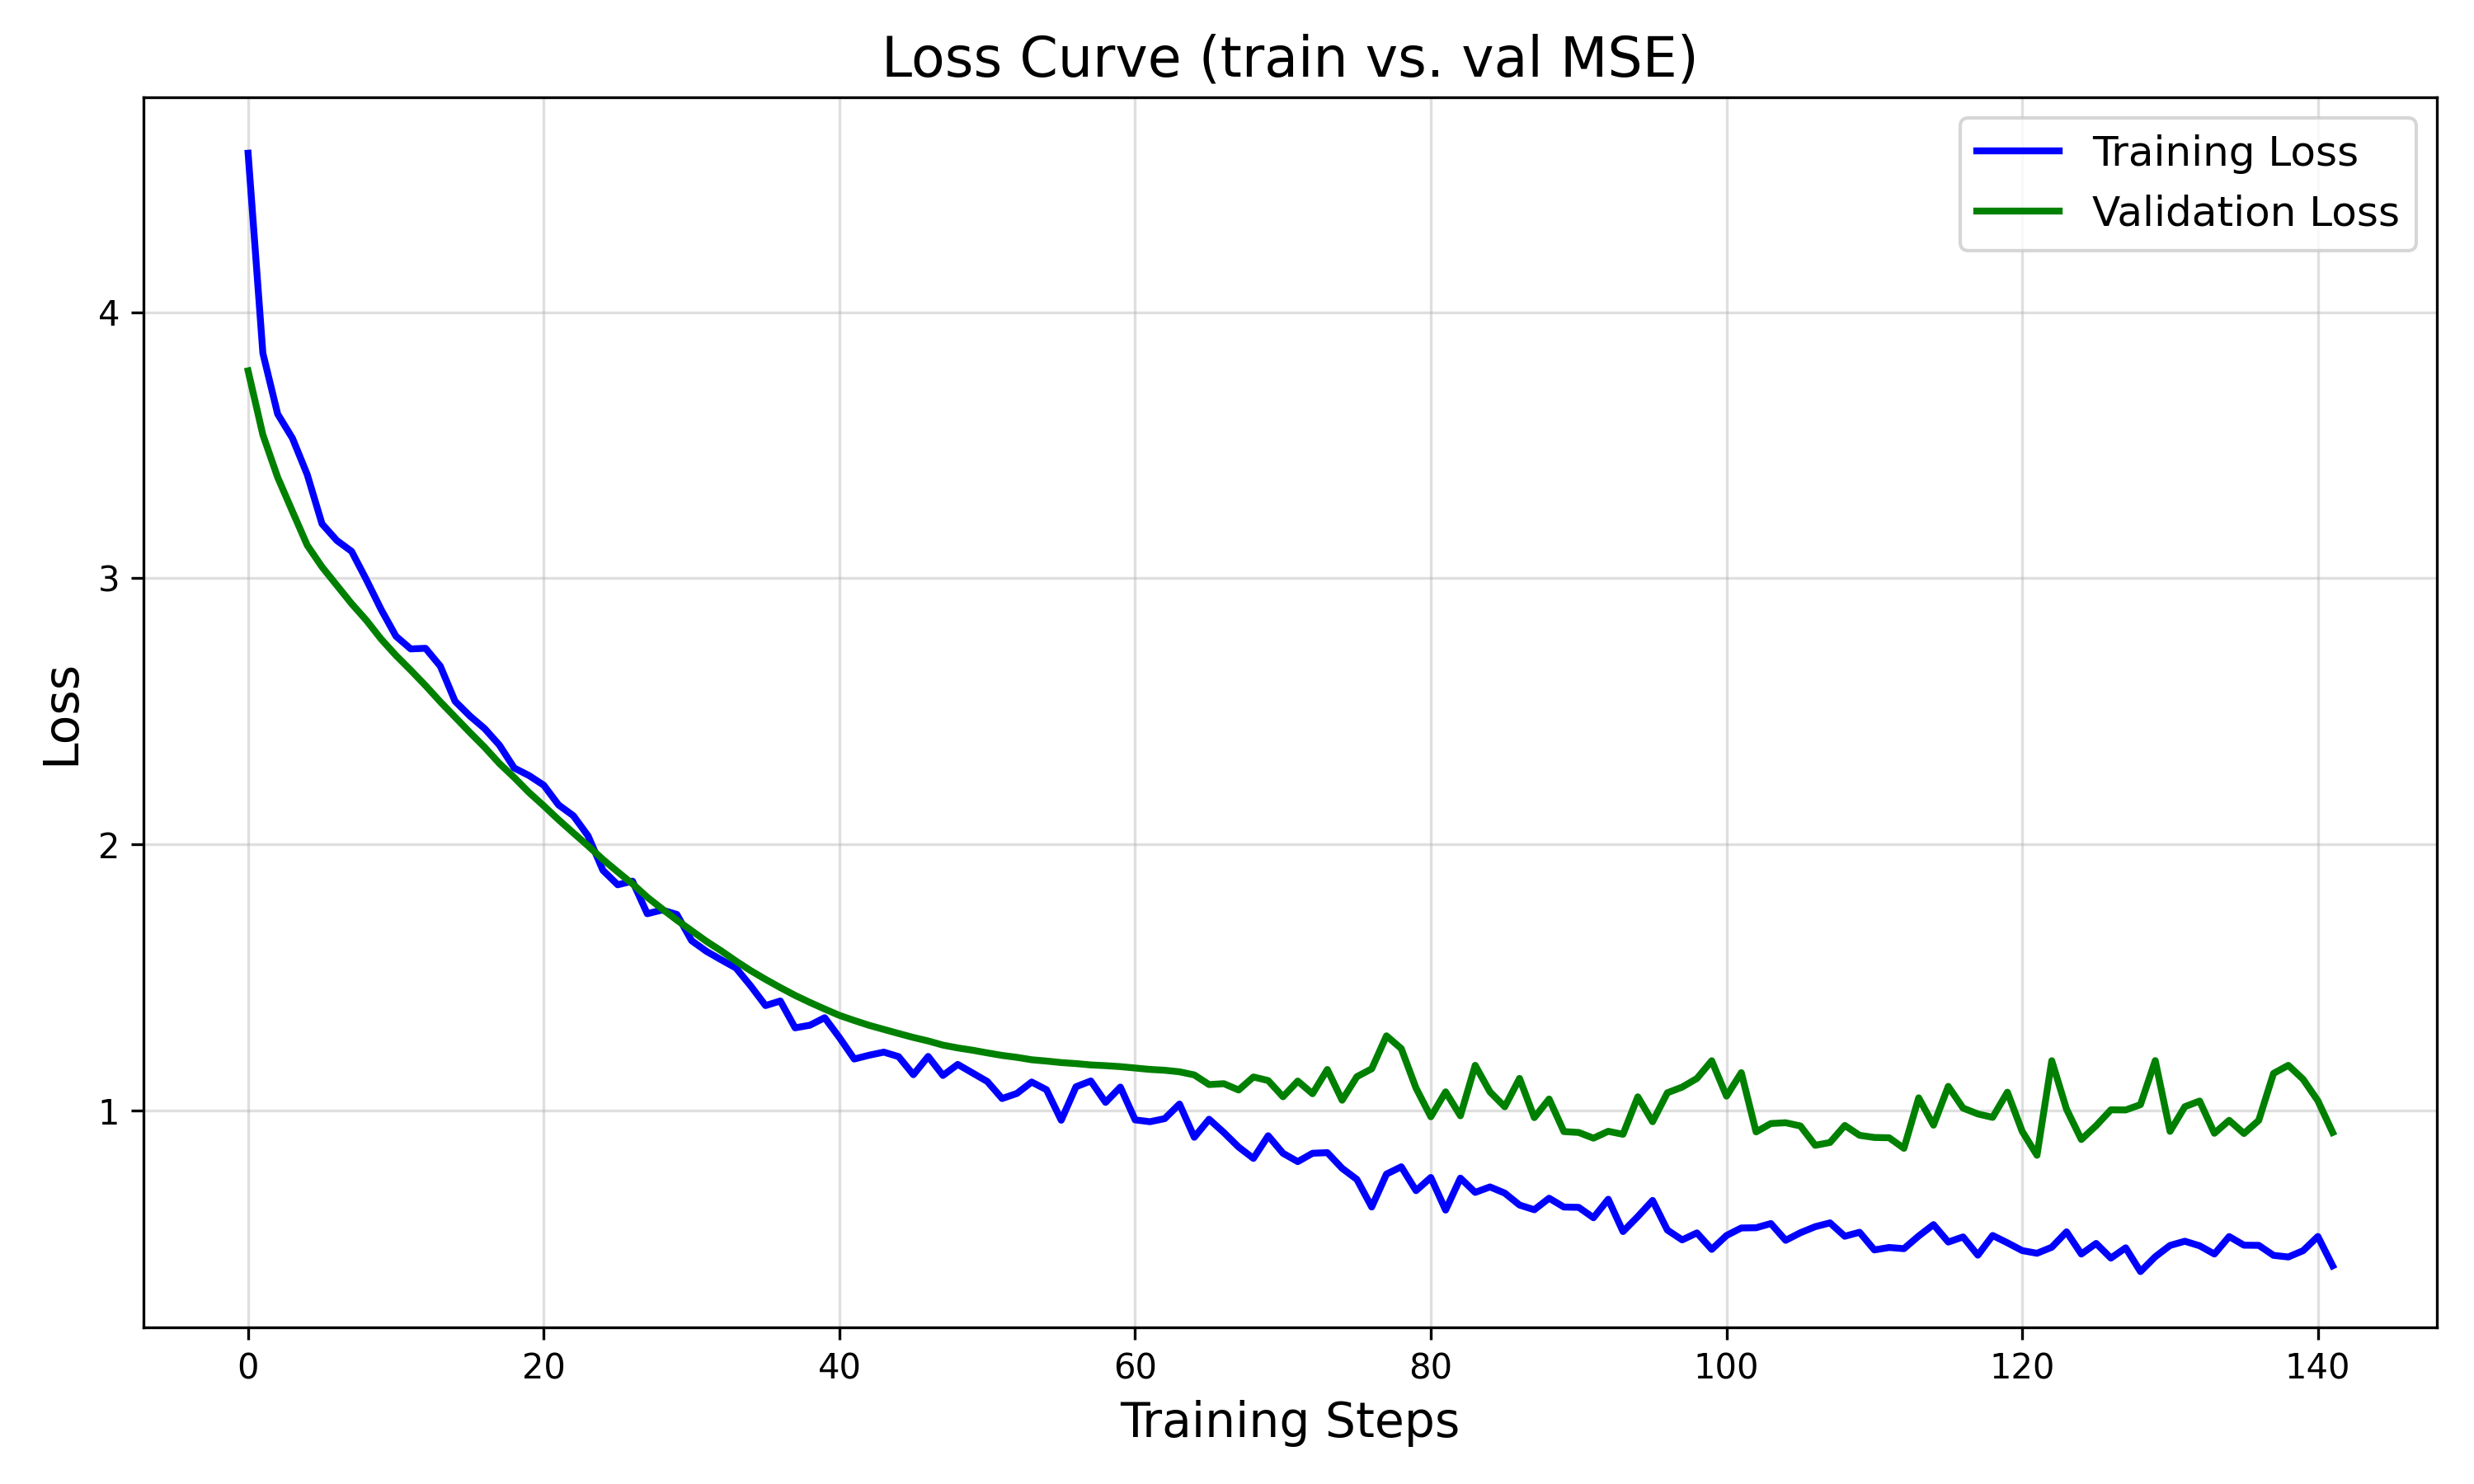 Loss Curve (train vs. val MSE)
Training Loss
Validation Loss
4
3
2
1
Loss
0 20 40 60 80 100 120 140
Training Steps